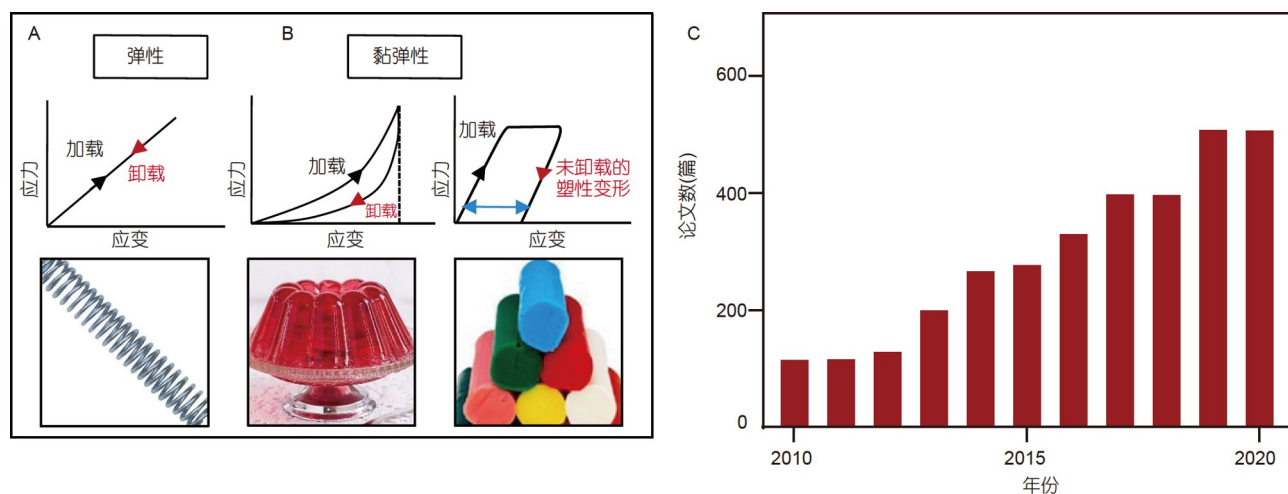 A
弹性
应力
加载
卸载
应变
B
黏弹性
应力
加载
卸载
应变
应力
加载
未卸载的
塑性变形
应变
C
论文数(篇)
600
400
200
0
2010
2015
2020
年份